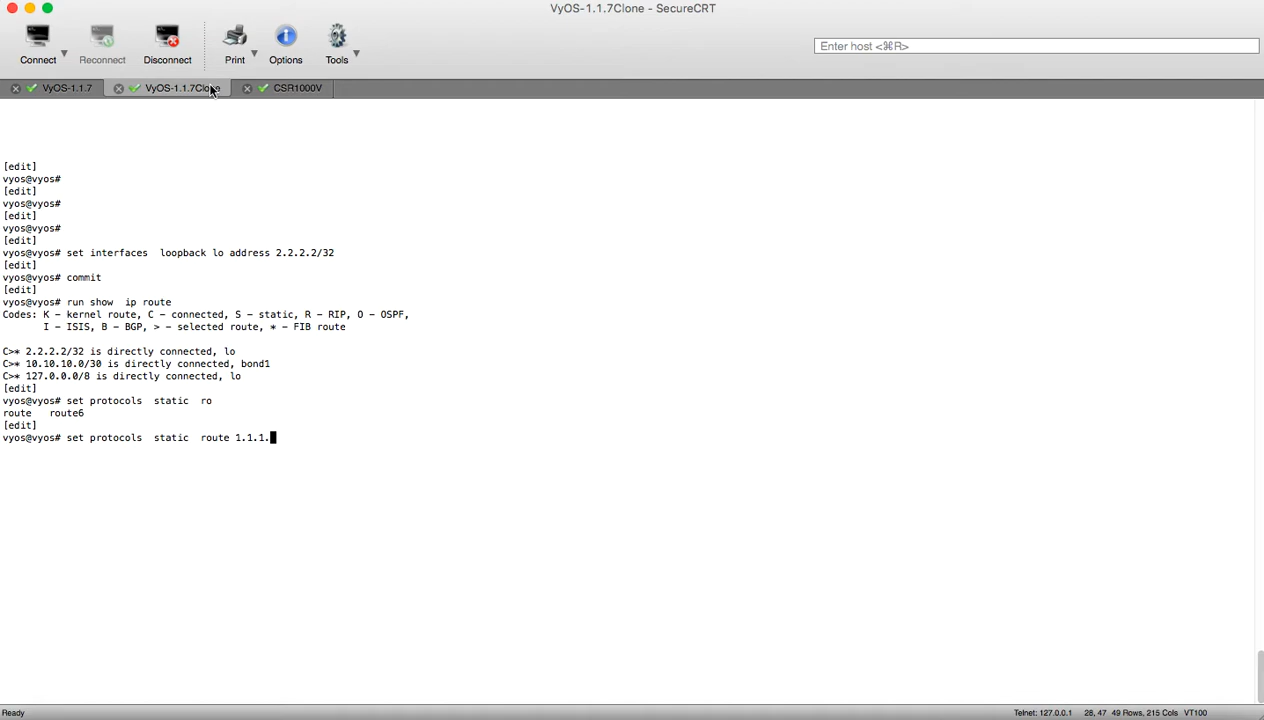 VyOS-1.1.7Clone - SecureCRT
Connect Reconnect Disconnect Print Options Tools
Enter host <⌘R>
VyOS-1.1.7 VyOS-1.1.7Clone CSR1000V
[edit]
vyos@vyos#
[edit]
vyos@vyos#
[edit]
vyos@vyos#
[edit]
vyos@vyos# set interfaces  loopback lo address 2.2.2.2/32
[edit]
vyos@vyos# commit
[edit]
vyos@vyos# run show  ip route
Codes: K - kernel route, C - connected, S - static, R - RIP, O - OSPF,
I - ISIS, B - BGP, > - selected route, * - FIB route
C>* 2.2.2.2/32 is directly connected, lo
C>* 10.10.10.0/30 is directly connected, bond1
C>* 127.0.0.0/8 is directly connected, lo
[edit]
vyos@vyos# set protocols  static  ro
route   route6
[edit]
vyos@vyos# set protocols  static  route 1.1.1.
Ready Telnet: 127.0.0.1 28, 47 49 Rows, 215 Cols VT100